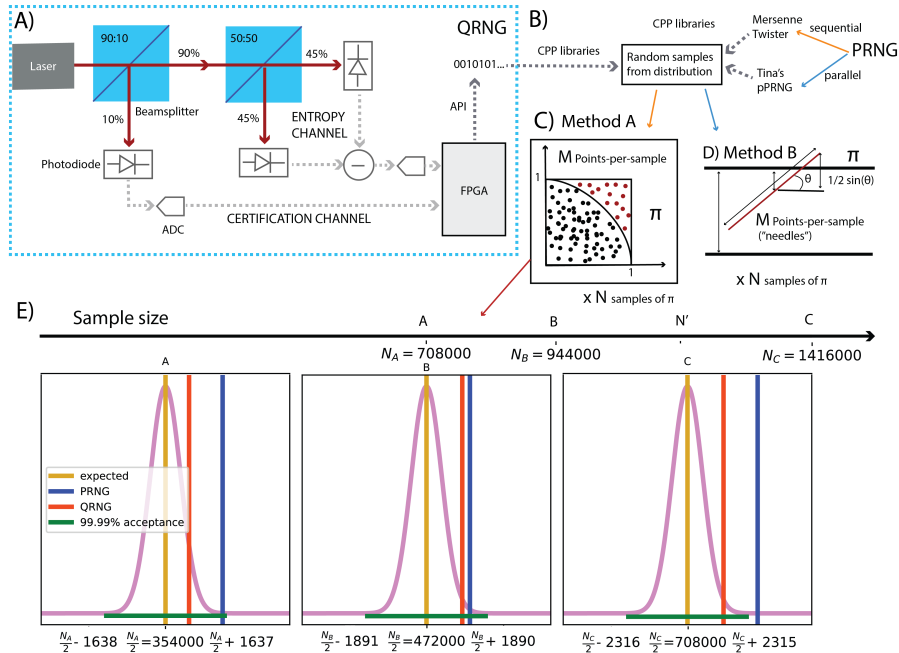 A)
QRNG
Laser
90:10
90%
50:50
45%
Beamsplitter
10%
45%
ENTROPY
CHANNEL
Photodiode
ADC
CERTIFICATION CHANNEL
FPGA
API
0010101...
B)
CPP libraries
CPP libraries
Random samples
from distribution
Mersenne
Twister
sequential
PRNG
Tina's
pPRNG
parallel
C) Method A
M Points-per-sample
1
π
1
x N samples of π
D) Method B
π
θ
1/2 sin(θ)
M Points-per-sample
("needles")
x N samples of π
E)
Sample size
A
B
N'
C
N_A = 708000
N_B = 944000
N_C = 1416000
A
B
C
expected
PRNG
QRNG
99.99% acceptance
N_A/2 - 1638 N_A/2 =354000 N_A/2 + 1637
N_B/2 - 1891 N_B/2 =472000 N_B/2 + 1890
N_C/2 - 2316 N_C/2 =708000 N_C/2 + 2315